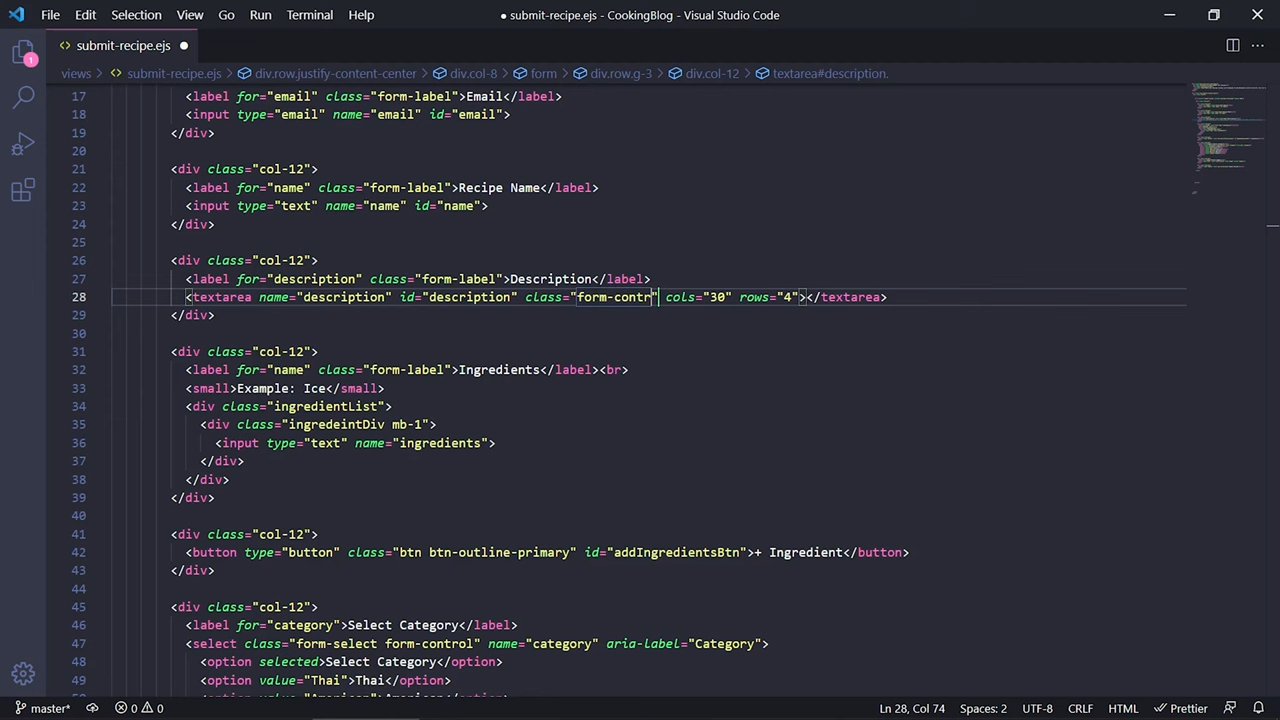 File Edit Selection View Go Run Terminal Help ● submit-recipe.ejs - CookingBlog - Visual Studio Code
<> submit-recipe.ejs ●
views > <> submit-recipe.ejs > div.row.justify-content-center > div.col-8 > form > div.row.g-3 > div.col-12 > textarea#description.
17 <label for="email" class="form-label">Email</label>
18 <input type="email" name="email" id="email">
19 </div>
20
21 <div class="col-12">
22 <label for="name" class="form-label">Recipe Name</label>
23 <input type="text" name="name" id="name">
24 </div>
25
26 <div class="col-12">
27 <label for="description" class="form-label">Description</label>
28 <textarea name="description" id="description" class="form-contr" cols="30" rows="4"></textarea>
29 </div>
30
31 <div class="col-12">
32 <label for="name" class="form-label">Ingredients</label><br>
33 <small>Example: Ice</small>
34 <div class="ingredientList">
35 <div class="ingredeintDiv mb-1">
36 <input type="text" name="ingredients">
37 </div>
38 </div>
39 </div>
40
41 <div class="col-12">
42 <button type="button" class="btn btn-outline-primary" id="addIngredientsBtn">+ Ingredient</button>
43 </div>
44
45 <div class="col-12">
46 <label for="category">Select Category</label>
47 <select class="form-select form-control" name="category" aria-label="Category">
48 <option selected>Select Category</option>
49 <option value="Thai">Thai</option>
50 <option value="American">American</option>
master* 0 0 Ln 28, Col 74 Spaces: 2 UTF-8 CRLF HTML Prettier